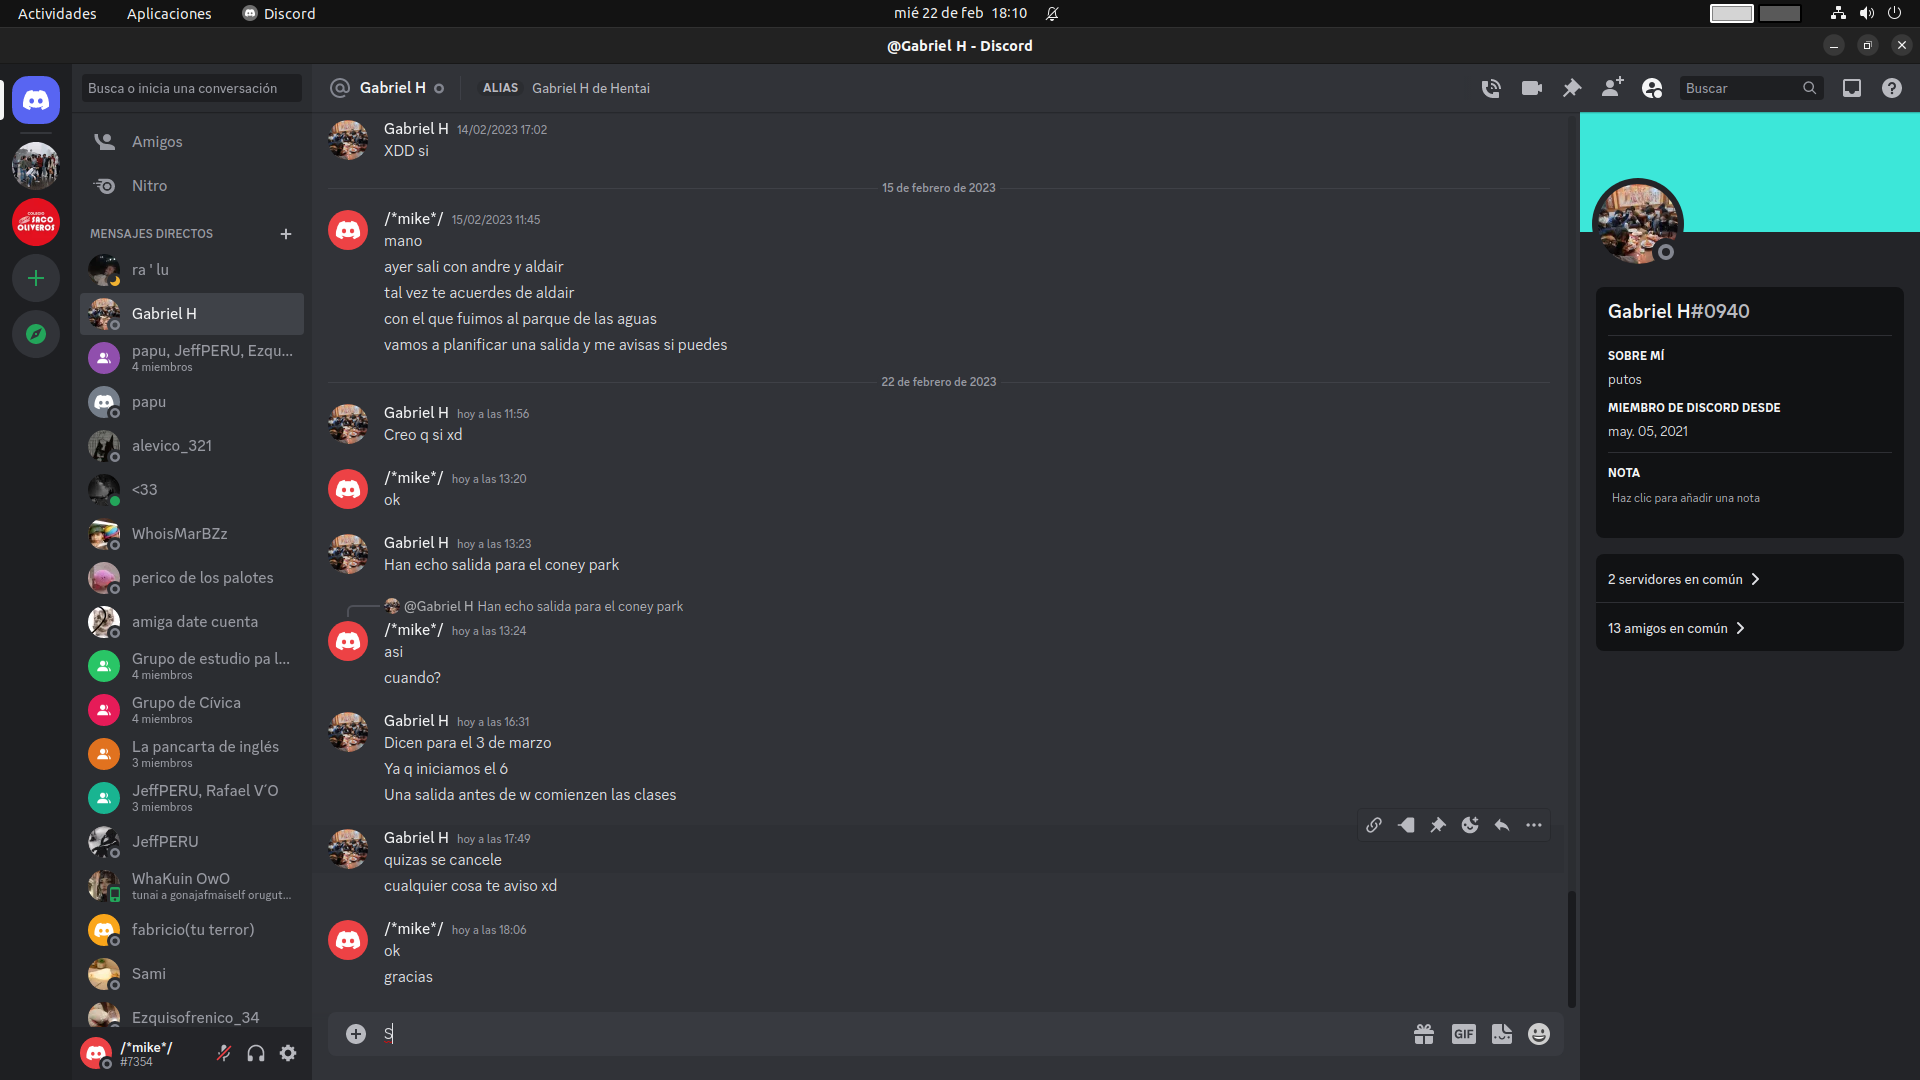 Actividades
Aplicaciones
Discord
mié 22 de feb 18:10
@Gabriel H - Discord
Busca o inicia una conversación
Amigos
Nitro
MENSAJES DIRECTOS
ra ' lu
Gabriel H
papu, JeffPERU, Ezqu...
4 miembros
papu
alevico_321
<33
WhoisMarBZz
perico de los palotes
amiga date cuenta
Grupo de estudio pa l...
4 miembros
Grupo de Cívica
4 miembros
La pancarta de inglés
3 miembros
JeffPERU, Rafael V´O
3 miembros
JeffPERU
WhaKuin OwO
tunai a gonajafmaiself orugut...
fabricio(tu terror)
Sami
Ezquisofrenico_34
/*mike*/
#7354
COLEGIO
SACO
OLIVEROS
Gabriel H
ALIAS Gabriel H de Hentai
Buscar
Gabriel H 14/02/2023 17:02
XDD si
15 de febrero de 2023
/*mike*/ 15/02/2023 11:45
mano
ayer sali con andre y aldair
tal vez te acuerdes de aldair
con el que fuimos al parque de las aguas
vamos a planificar una salida y me avisas si puedes
22 de febrero de 2023
Gabriel H hoy a las 11:56
Creo q si xd
/*mike*/ hoy a las 13:20
ok
Gabriel H hoy a las 13:23
Han echo salida para el coney park
@Gabriel H Han echo salida para el coney park
/*mike*/ hoy a las 13:24
asi
cuando?
Gabriel H hoy a las 16:31
Dicen para el 3 de marzo
Ya q iniciamos el 6
Una salida antes de w comienzen las clases
Gabriel H hoy a las 17:49
quizas se cancele
cualquier cosa te aviso xd
/*mike*/ hoy a las 18:06
ok
gracias
S
GIF
Gabriel H#0940
SOBRE MÍ
putos
MIEMBRO DE DISCORD DESDE
may. 05, 2021
NOTA
Haz clic para añadir una nota
2 servidores en común
13 amigos en común